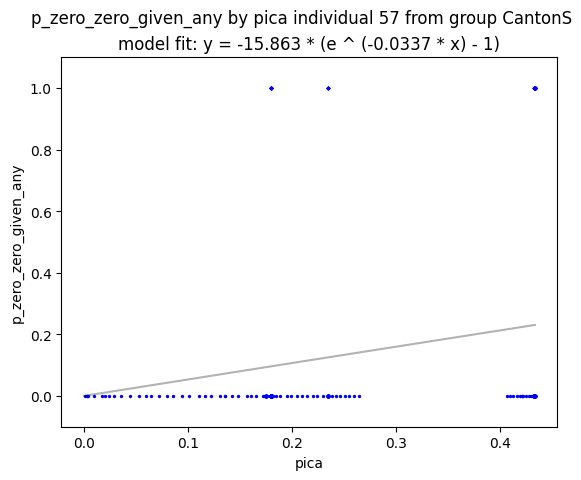 p_zero_zero_given_any by pica individual 57 from group CantonS
model fit: y = -15.863 * (e ^ (-0.0337 * x) - 1)
1.0
0.8
0.6
0.4
0.2
0.0
p_zero_zero_given_any
0.0 0.1 0.2 0.3 0.4
pica